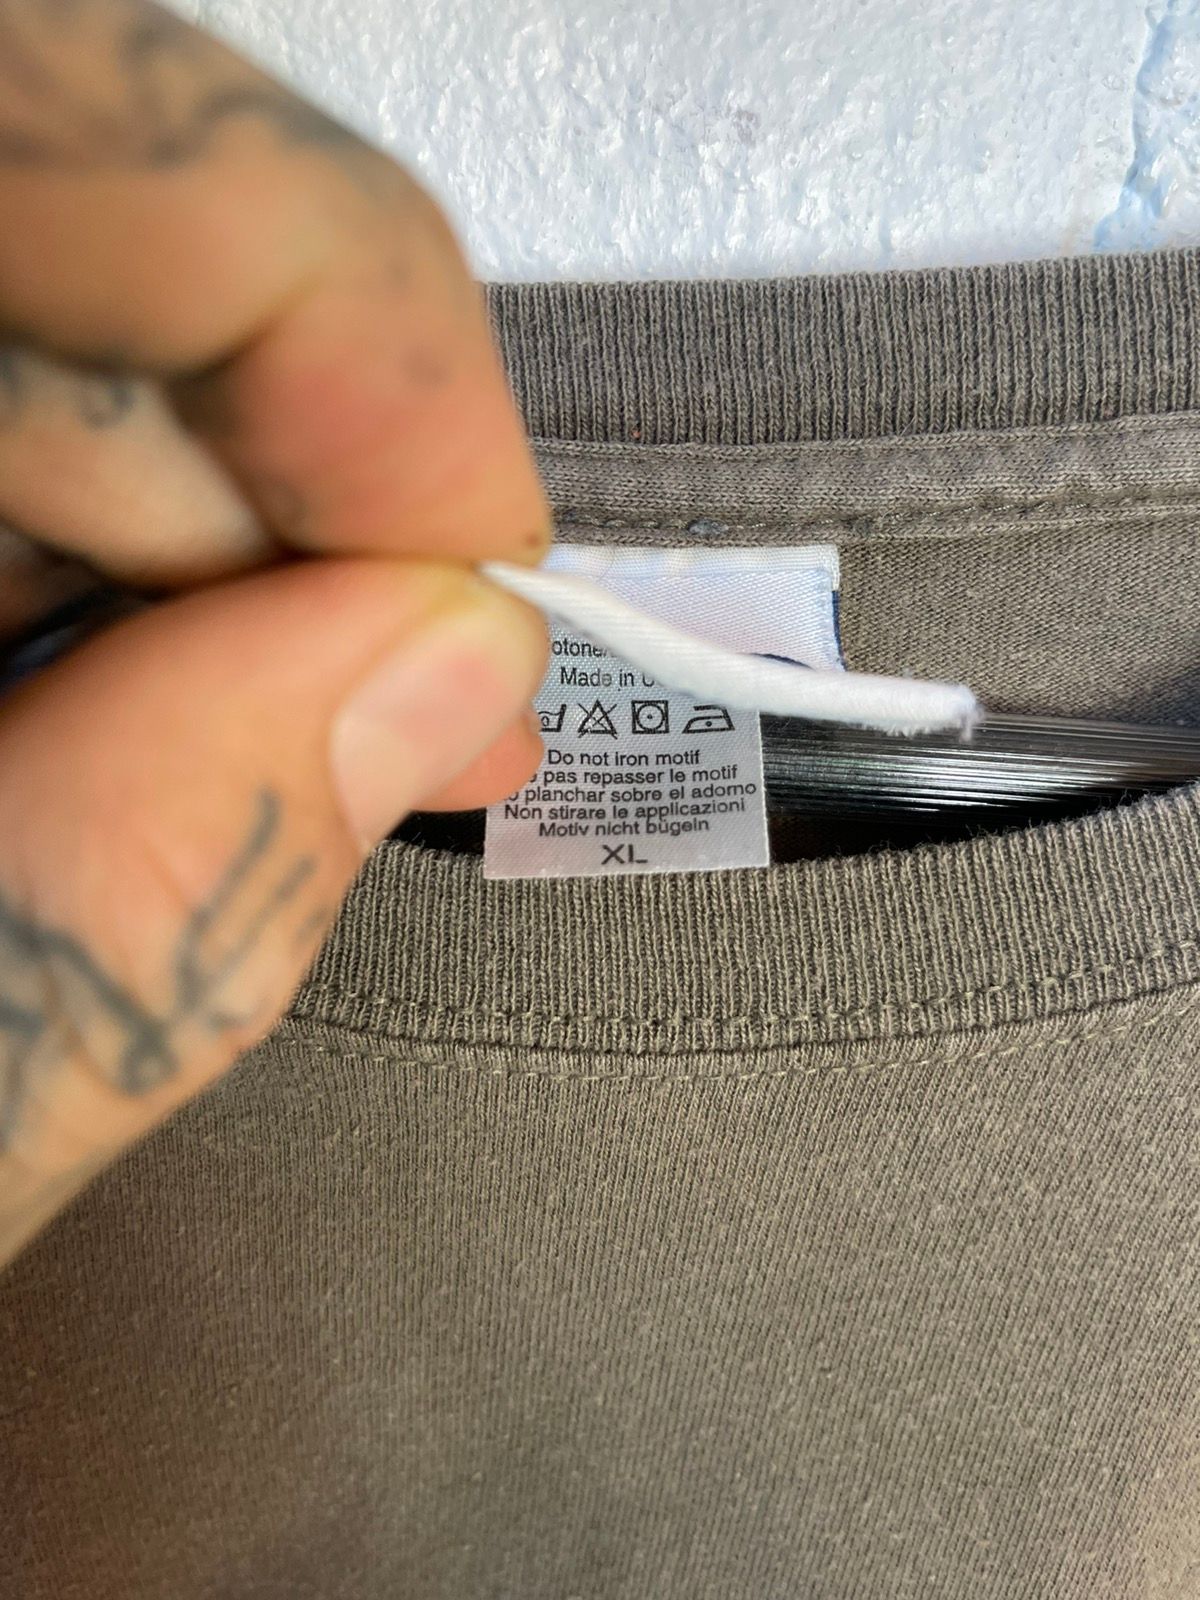 Made in
Do not iron motif
pas repasser le motif
planchar sobre el adorno
Non stirare le applicazioni
Motiv nicht bügeln
XL